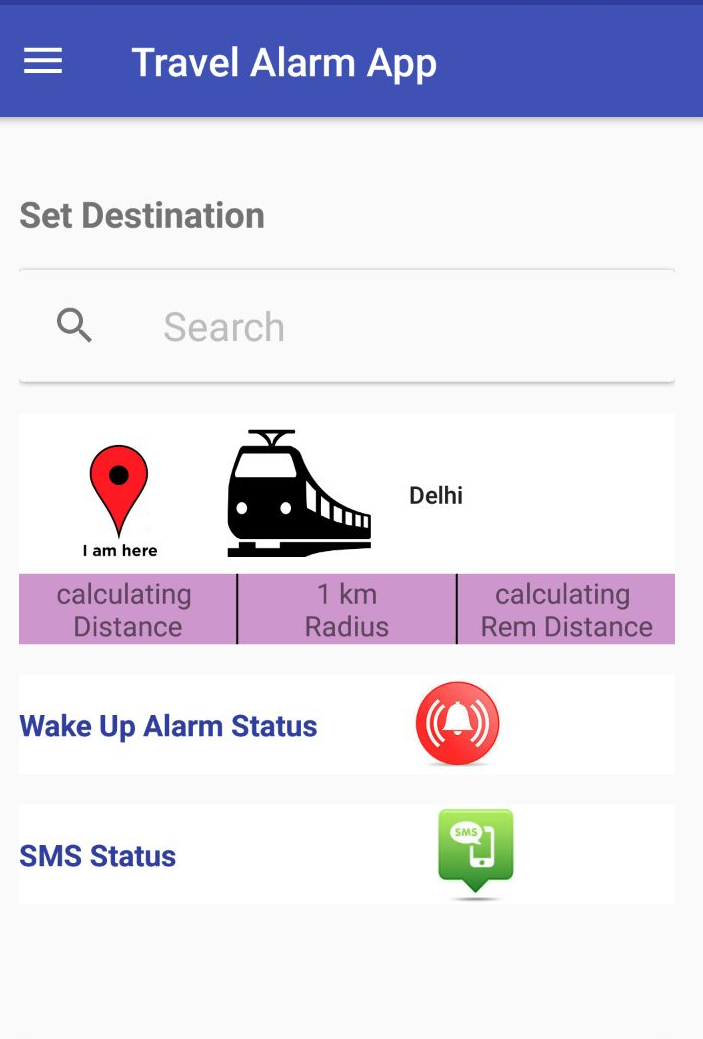 Travel Alarm App
Set Destination
Search
Delhi
I am here
calculating
Distance
1 km
Radius
calculating
Rem Distance
Wake Up Alarm Status
SMS
SMS Status